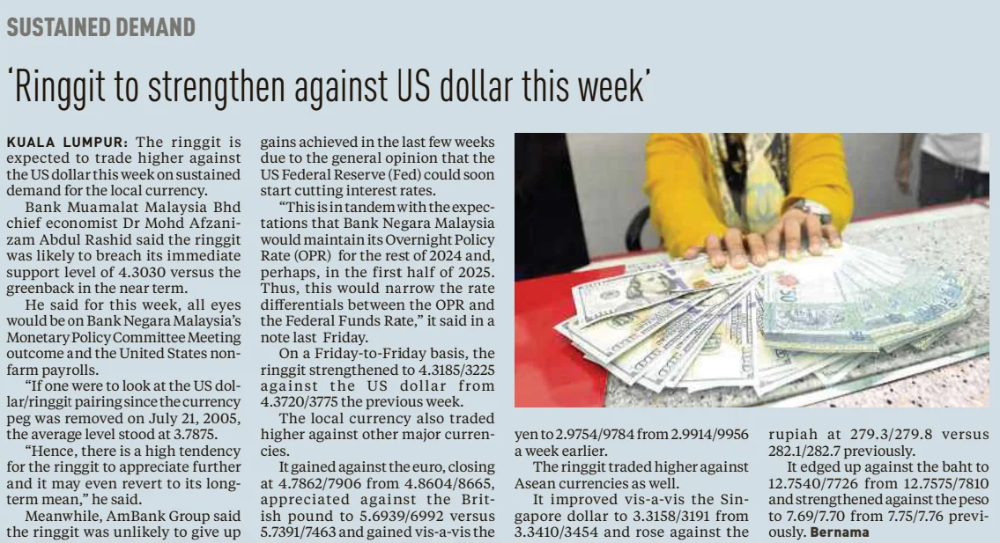 SUSTAINED DEMAND
‘Ringgit to strengthen against US dollar this week’
KUALA LUMPUR: The ringgit is
expected to trade higher against
the US dollar this week on sustained
demand for the local currency.
Bank Muamalat Malaysia Bhd
chief economist Dr Mohd Afzani-
zam Abdul Rashid said the ringgit
was likely to breach its immediate
support level of 4.3030 versus the
greenback in the near term.
He said for this week, all eyes
would be on Bank Negara Malaysia’s
Monetary Policy Committee Meeting
outcome and the United States non-
farm payrolls.
“If one were to look at the US dol-
lar/ringgit pairing since the currency
peg was removed on July 21, 2005,
the average level stood at 3.7875.
“Hence, there is a high tendency
for the ringgit to appreciate further
and it may even revert to its long-
term mean,” he said.
Meanwhile, AmBank Group said
the ringgit was unlikely to give up
gains achieved in the last few weeks
due to the general opinion that the
US Federal Reserve (Fed) could soon
start cutting interest rates.
“This is in tandem with the expec-
tations that Bank Negara Malaysia
would maintain its Overnight Policy
Rate (OPR) for the rest of 2024 and,
perhaps, in the first half of 2025.
Thus, this would narrow the rate
differentials between the OPR and
the Federal Funds Rate,” it said in a
note last Friday.
On a Friday-to-Friday basis, the
ringgit strengthened to 4.3185/3225
against the US dollar from
4.3720/3775 the previous week.
The local currency also traded
higher against other major curren-
cies.
It gained against the euro, closing
at 4.7862/7906 from 4.8604/8665,
appreciated against the Brit-
ish pound to 5.6939/6992 versus
5.7391/7463 and gained vis-a-vis the
yen to 2.9754/9784 from 2.9914/9956
a week earlier.
The ringgit traded higher against
Asean currencies as well.
It improved vis-a-vis the Sin-
gapore dollar to 3.3158/3191 from
3.3410/3454 and rose against the
rupiah at 279.3/279.8 versus
282.1/282.7 previously.
It edged up against the baht to
12.7540/7726 from 12.7575/7810
and strengthened against the peso
to 7.69/7.70 from 7.75/7.76 previ-
ously. Bernama